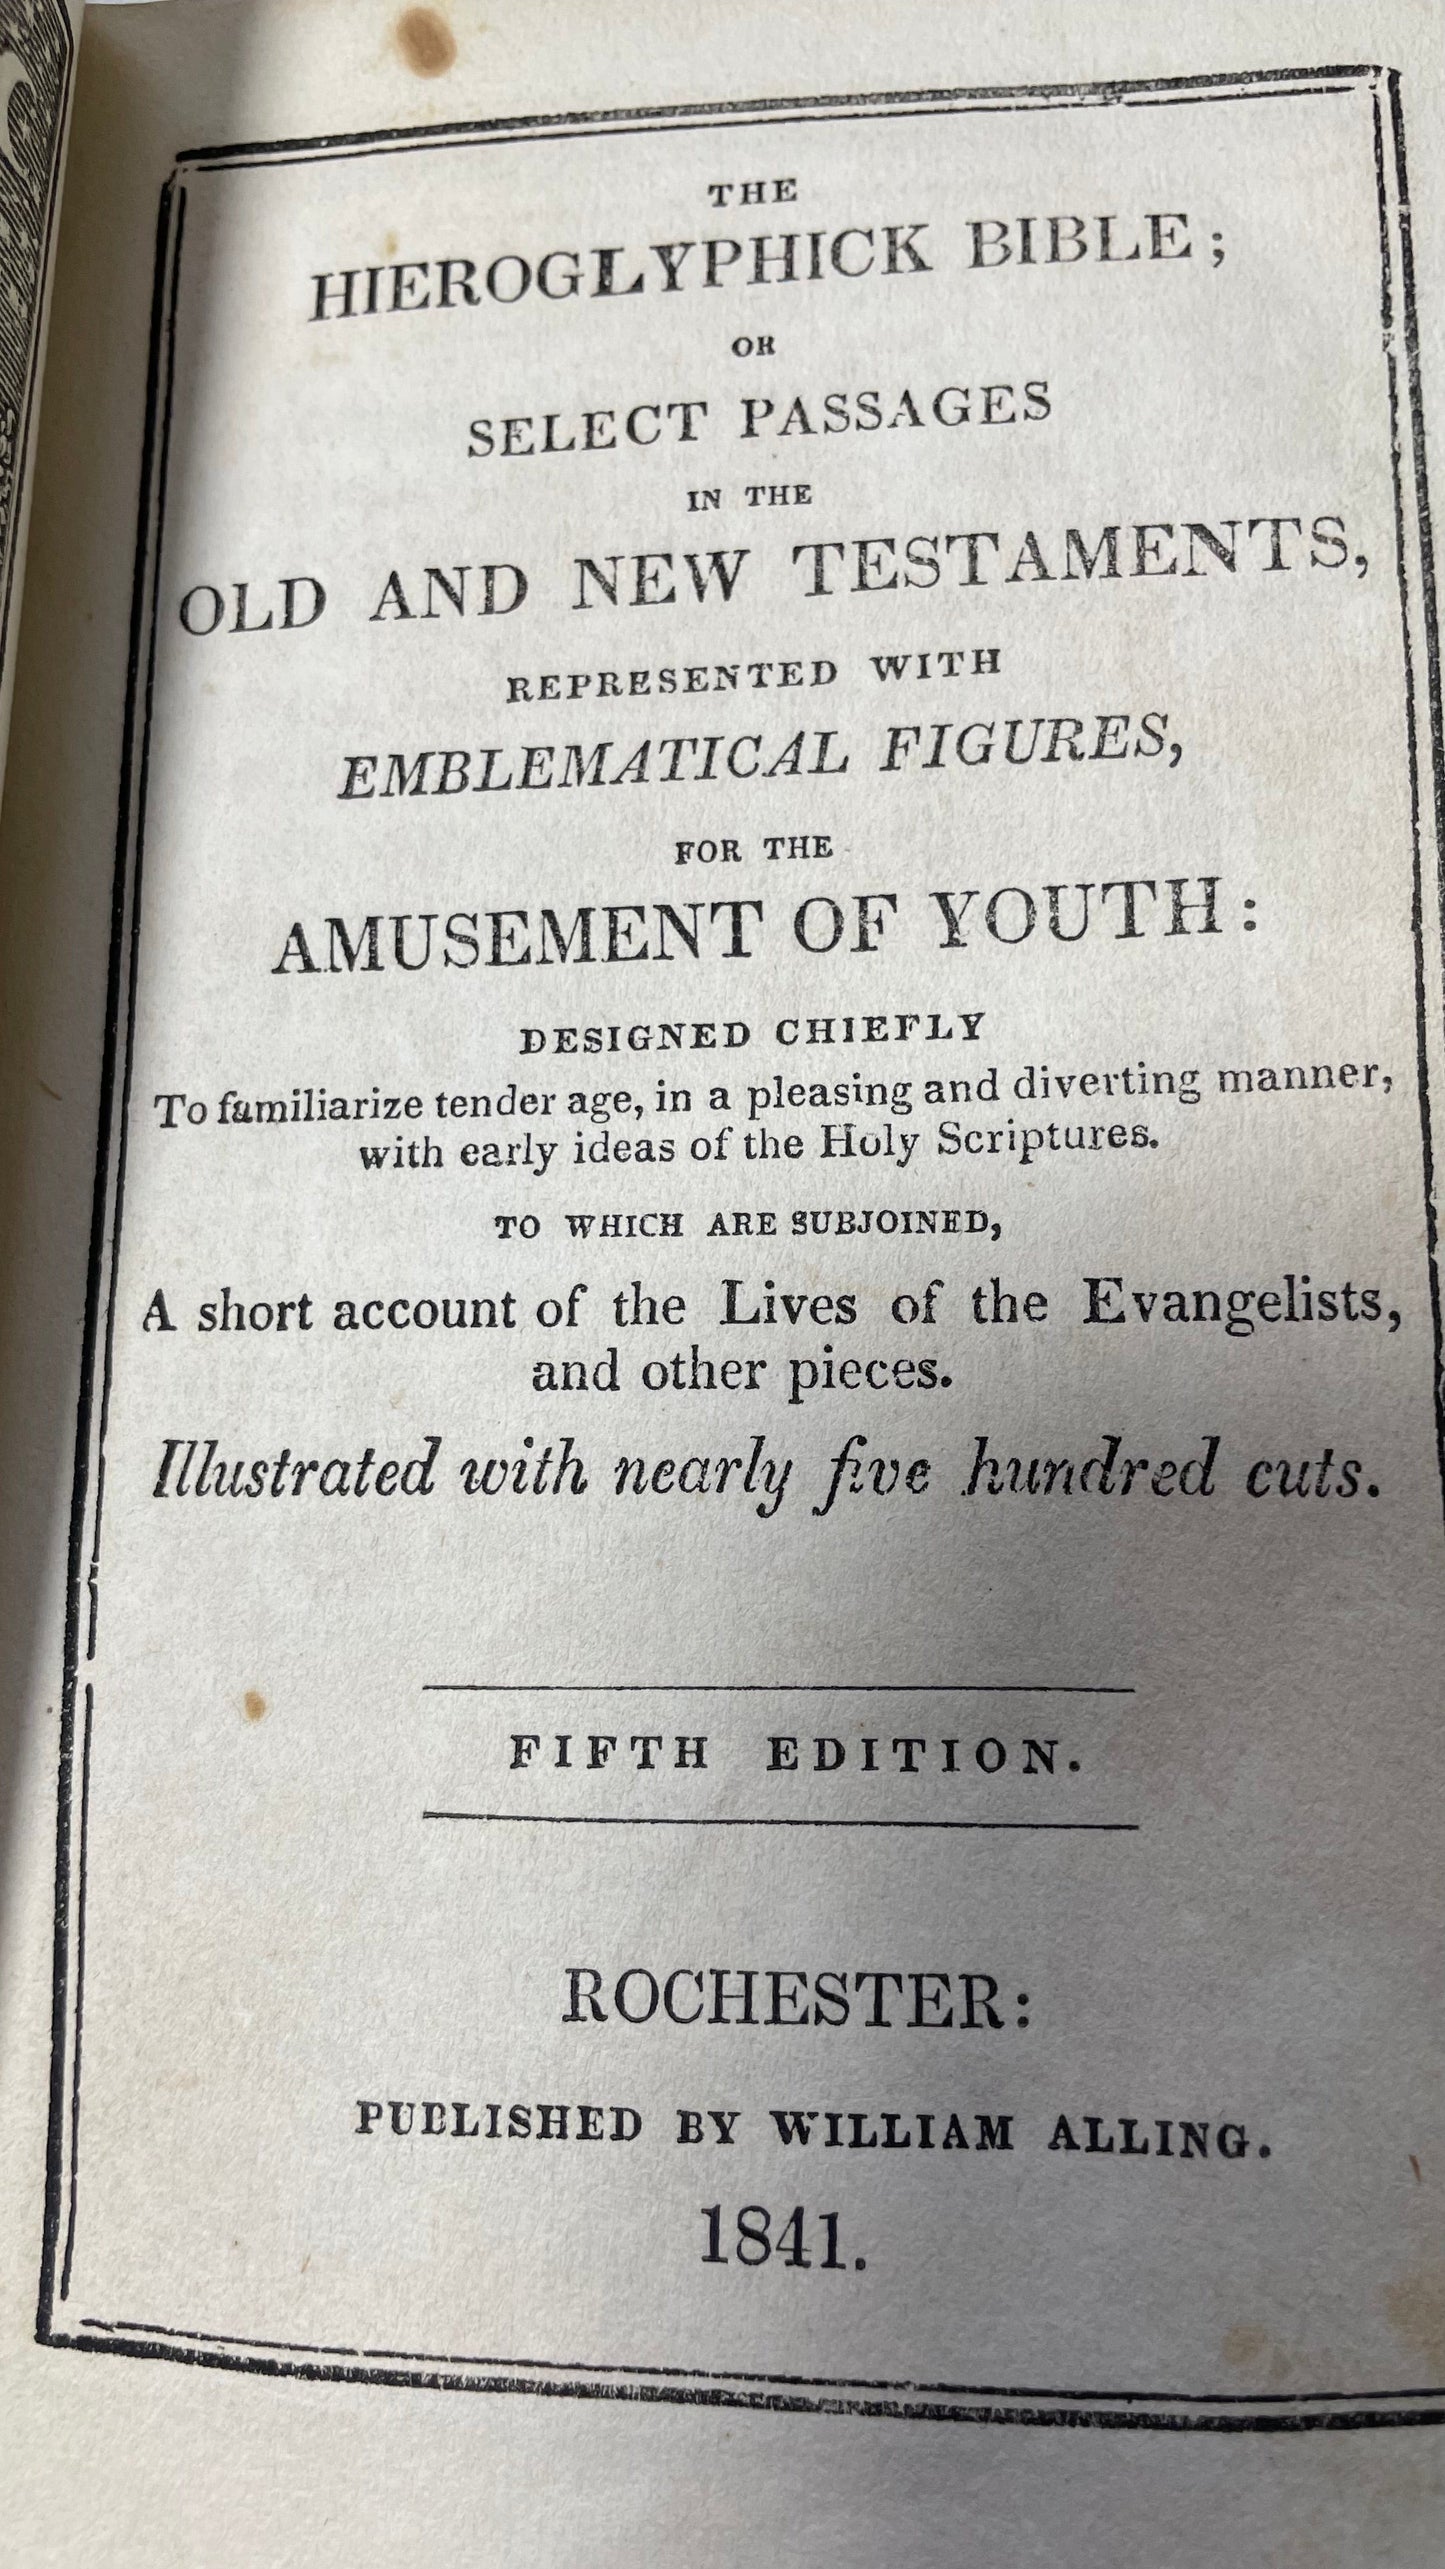 THE
HIEROGLYPHICK BIBLE;
OR
SELECT PASSAGES
IN THE
OLD AND NEW TESTAMENTS,
REPRESENTED WITH
EMBLEMATICAL FIGURES,
FOR THE
AMUSEMENT OF YOUTH:
DESIGNED CHIEFLY
To familiarize tender age, in a pleasing and diverting manner,
with early ideas of the Holy Scriptures.
TO WHICH ARE SUBJOINED,
A short account of the Lives of the Evangelists,
and other pieces.
Illustrated with nearly five hundred cuts.
FIFTH EDITION.
ROCHESTER:
PUBLISHED BY WILLIAM ALLING.
1841.